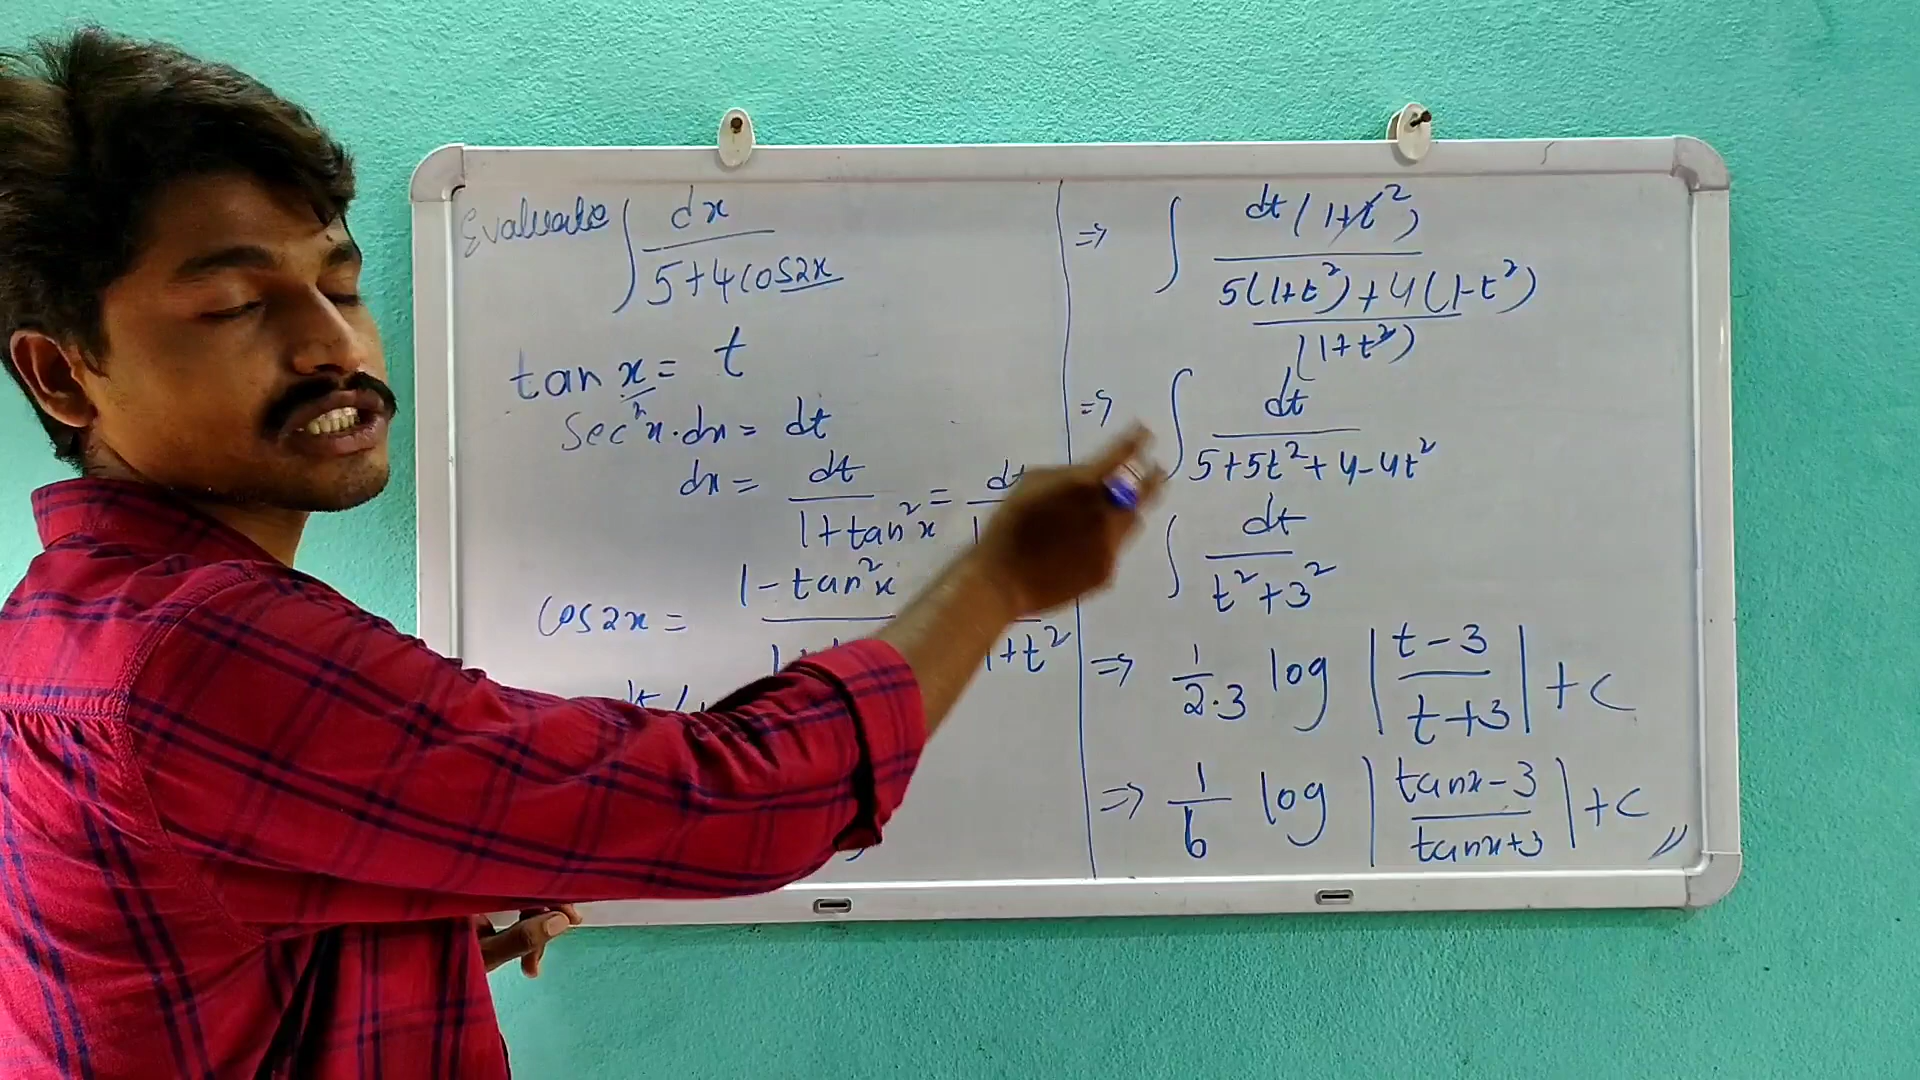 Evaluate ∫ dx / 5+4cos2x
tan x = t
sec²x·dx = dt
dx = dt / 1+tan²x = dt
cos2x = 1-tan²x / 1+t²
⇒ ∫ dt(1+t²) / 5(1+t²)+4(1-t²) / (1+t²)
⇒ ∫ dt / 5+5t²+4-4t²
∫ dt / t²+3²
⇒ 1/2·3 log |t-3 / t+3| + c
⇒ 1/6 log |tanx-3 / tanx+3| + c